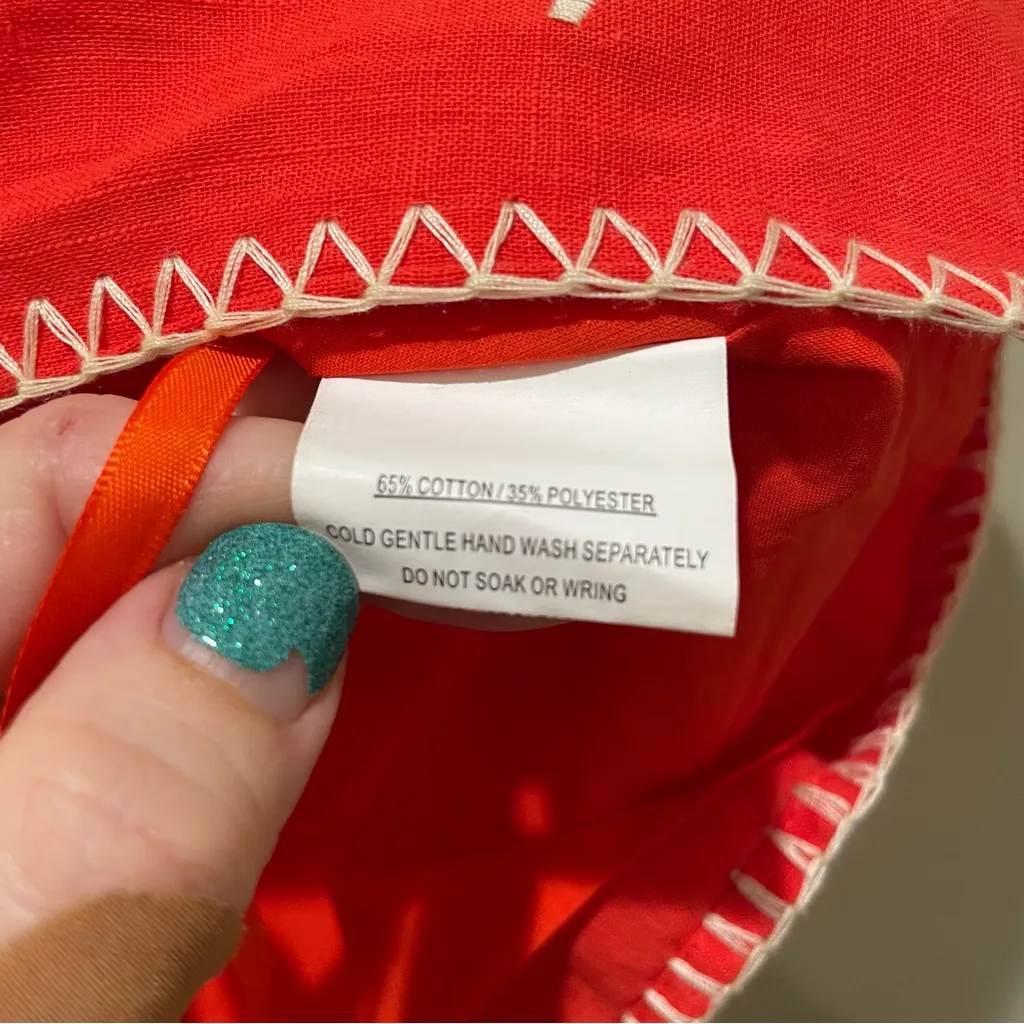 65% COTTON / 35% POLYESTER
COLD GENTLE HAND WASH SEPARATELY
DO NOT SOAK OR WRING